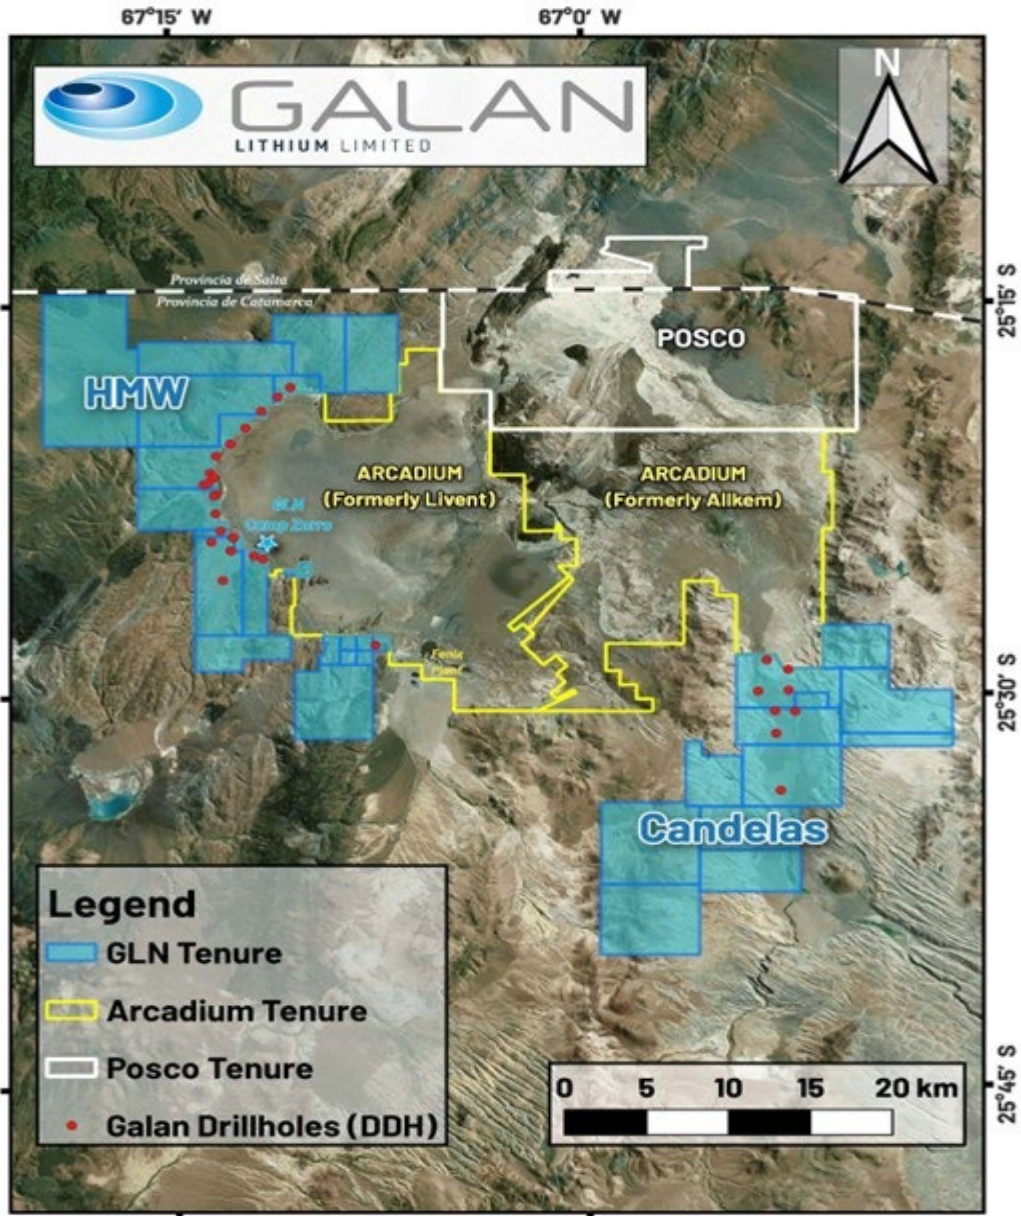 67°15' W
67°0' W
GALAN
LITHIUM LIMITED
N
25°15' S
Provincia de Salta
Provincia de Catamarca
POSCO
HMW
ARCADIUM
(Formerly Livent)
ARCADIUM
(Formerly Allkem)
GLN
Camp Zorro
Fenix
Plant
25°30' S
Candelas
Legend
GLN Tenure
Arcadium Tenure
Posco Tenure
Galan Drillholes (DDH)
0 5 10 15 20 km
25°45' S